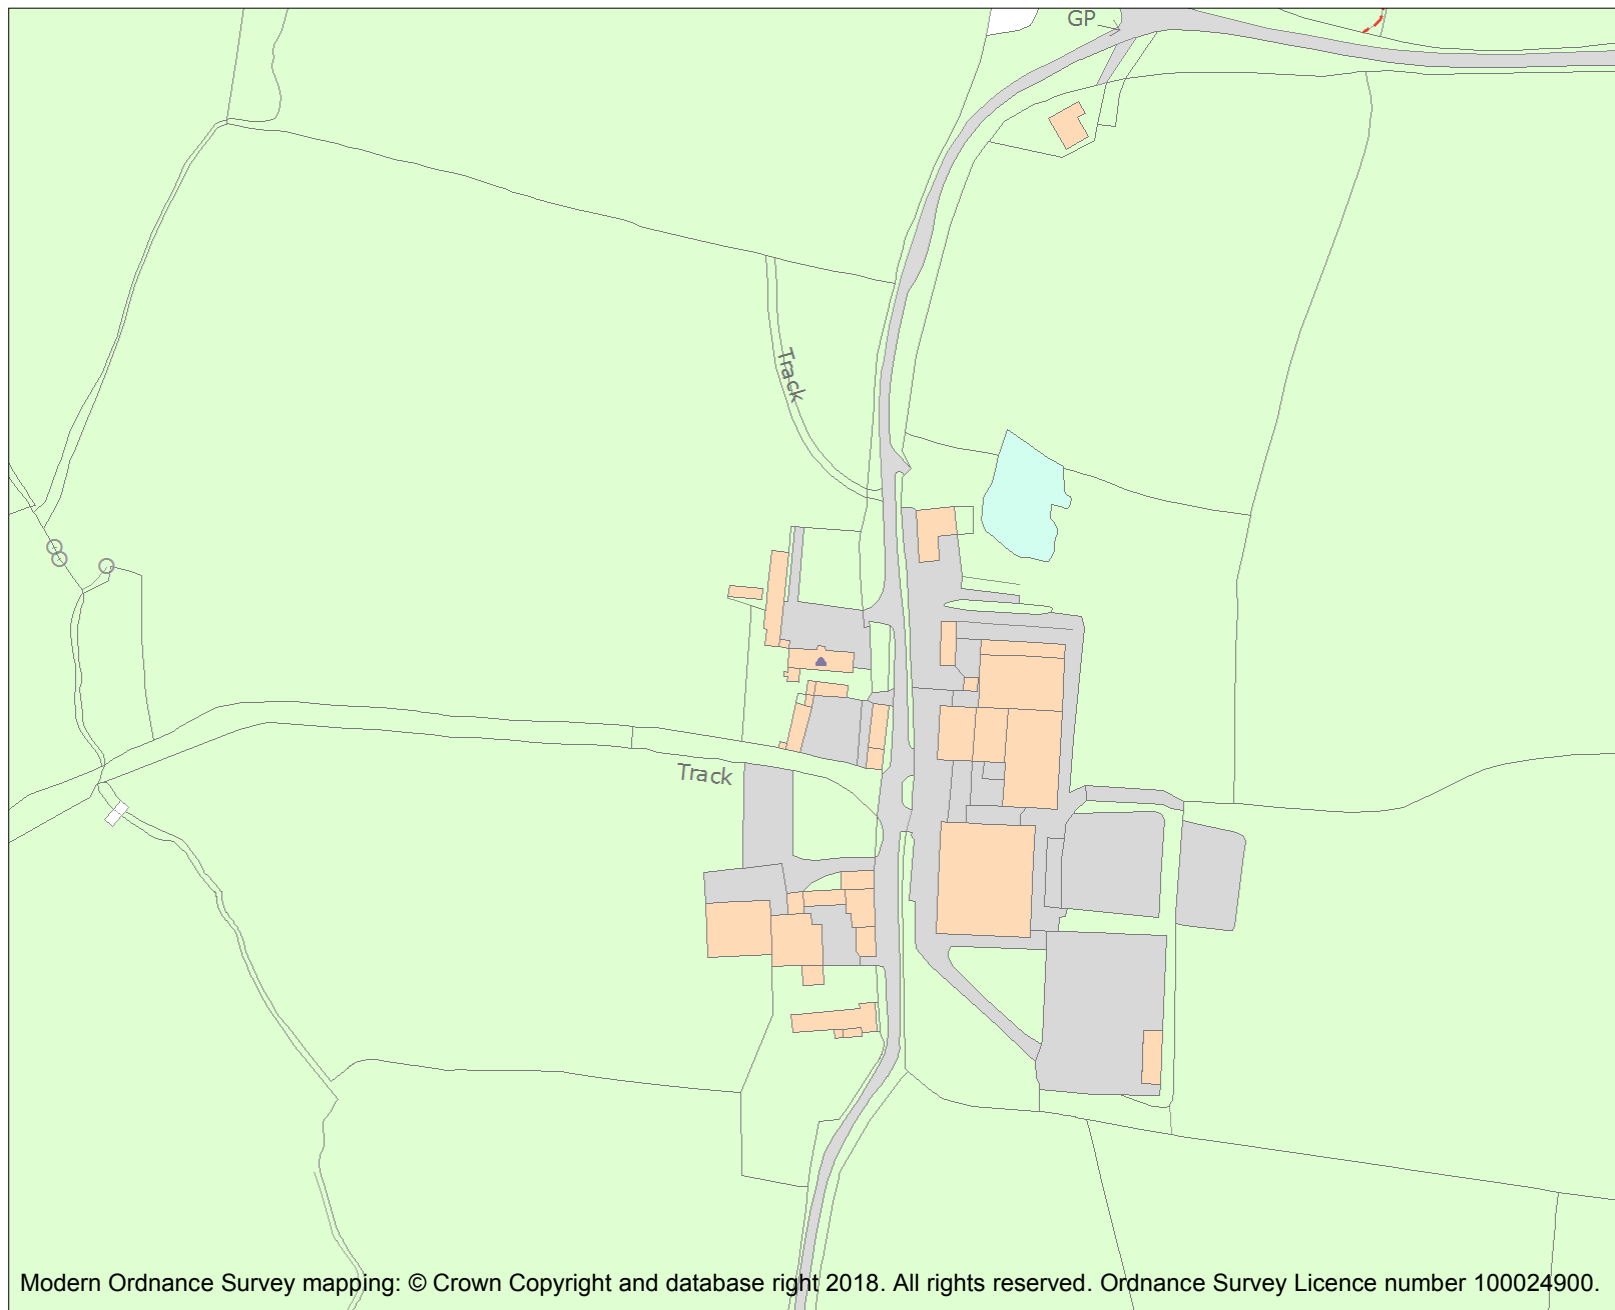 GP
Track
Track
Modern Ordnance Survey mapping: © Crown Copyright and database right 2018. All rights reserved. Ordnance Survey Licence number 100024900.